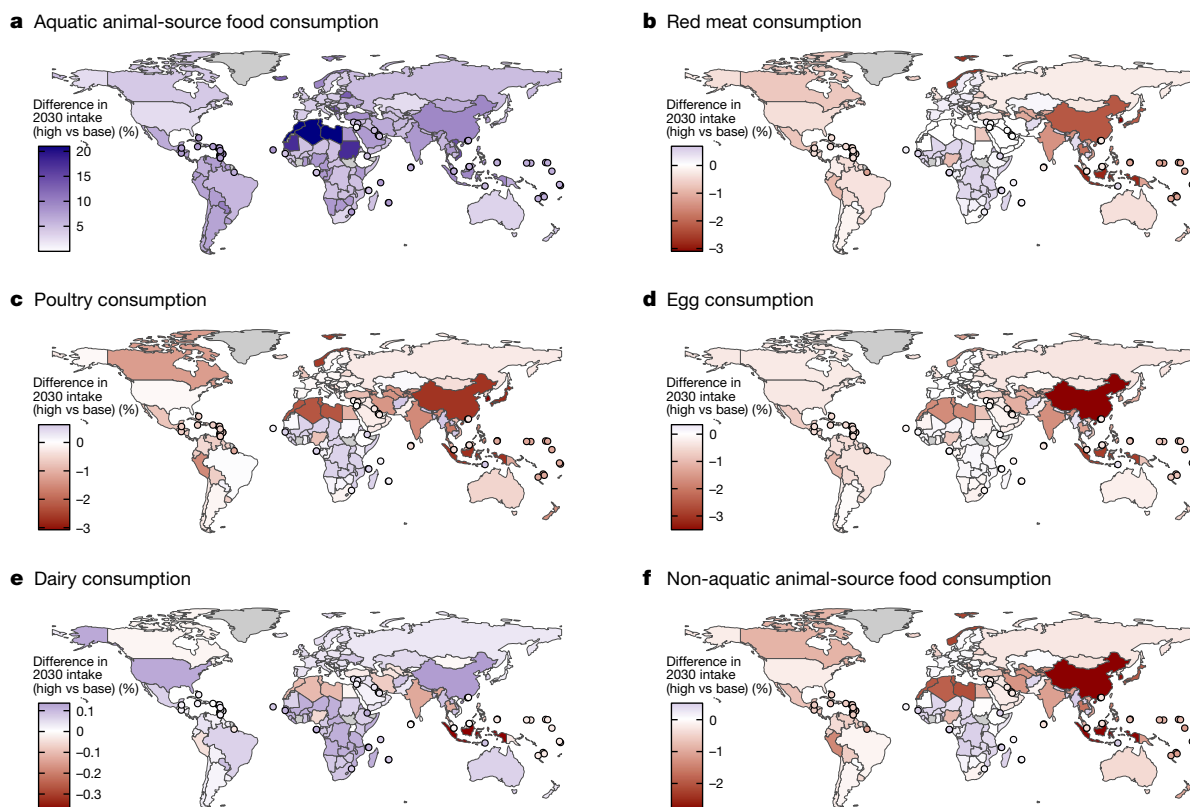 a Aquatic animal-source food consumption
Difference in
2030 intake
(high vs base) (%)
20
15
10
5
b Red meat consumption
Difference in
2030 intake
(high vs base) (%)
0
−1
−2
−3
c Poultry consumption
Difference in
2030 intake
(high vs base) (%)
0
−1
−2
−3
d Egg consumption
Difference in
2030 intake
(high vs base) (%)
0
−1
−2
−3
e Dairy consumption
Difference in
2030 intake
(high vs base) (%)
0.1
0
−0.1
−0.2
−0.3
f Non-aquatic animal-source food consumption
Difference in
2030 intake
(high vs base) (%)
0
−1
−2